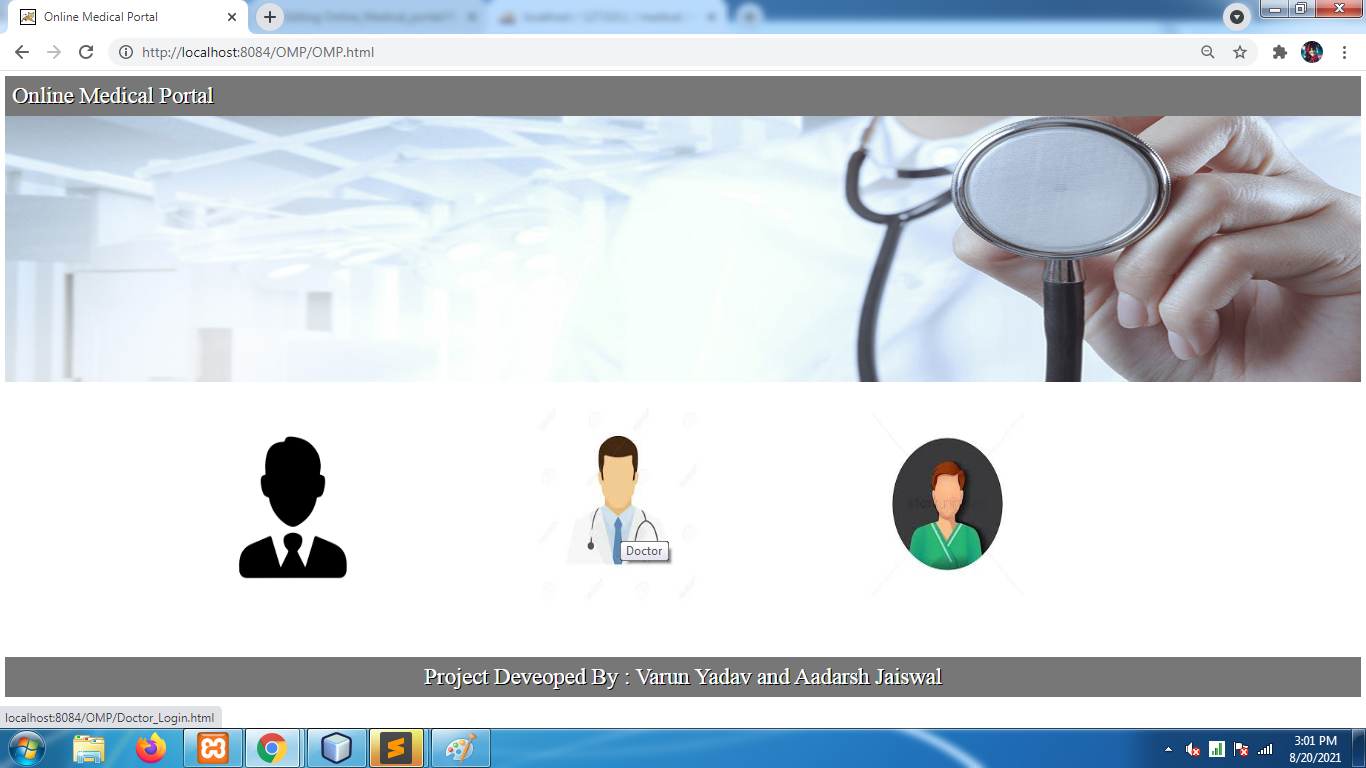 Online Medical Portal
http://localhost:8084/OMP/OMP.html
Online Medical Portal
Doctor
Project Deveoped By : Varun Yadav and Aadarsh Jaiswal
localhost:8084/OMP/Doctor_Login.html
3:01 PM
8/20/2021